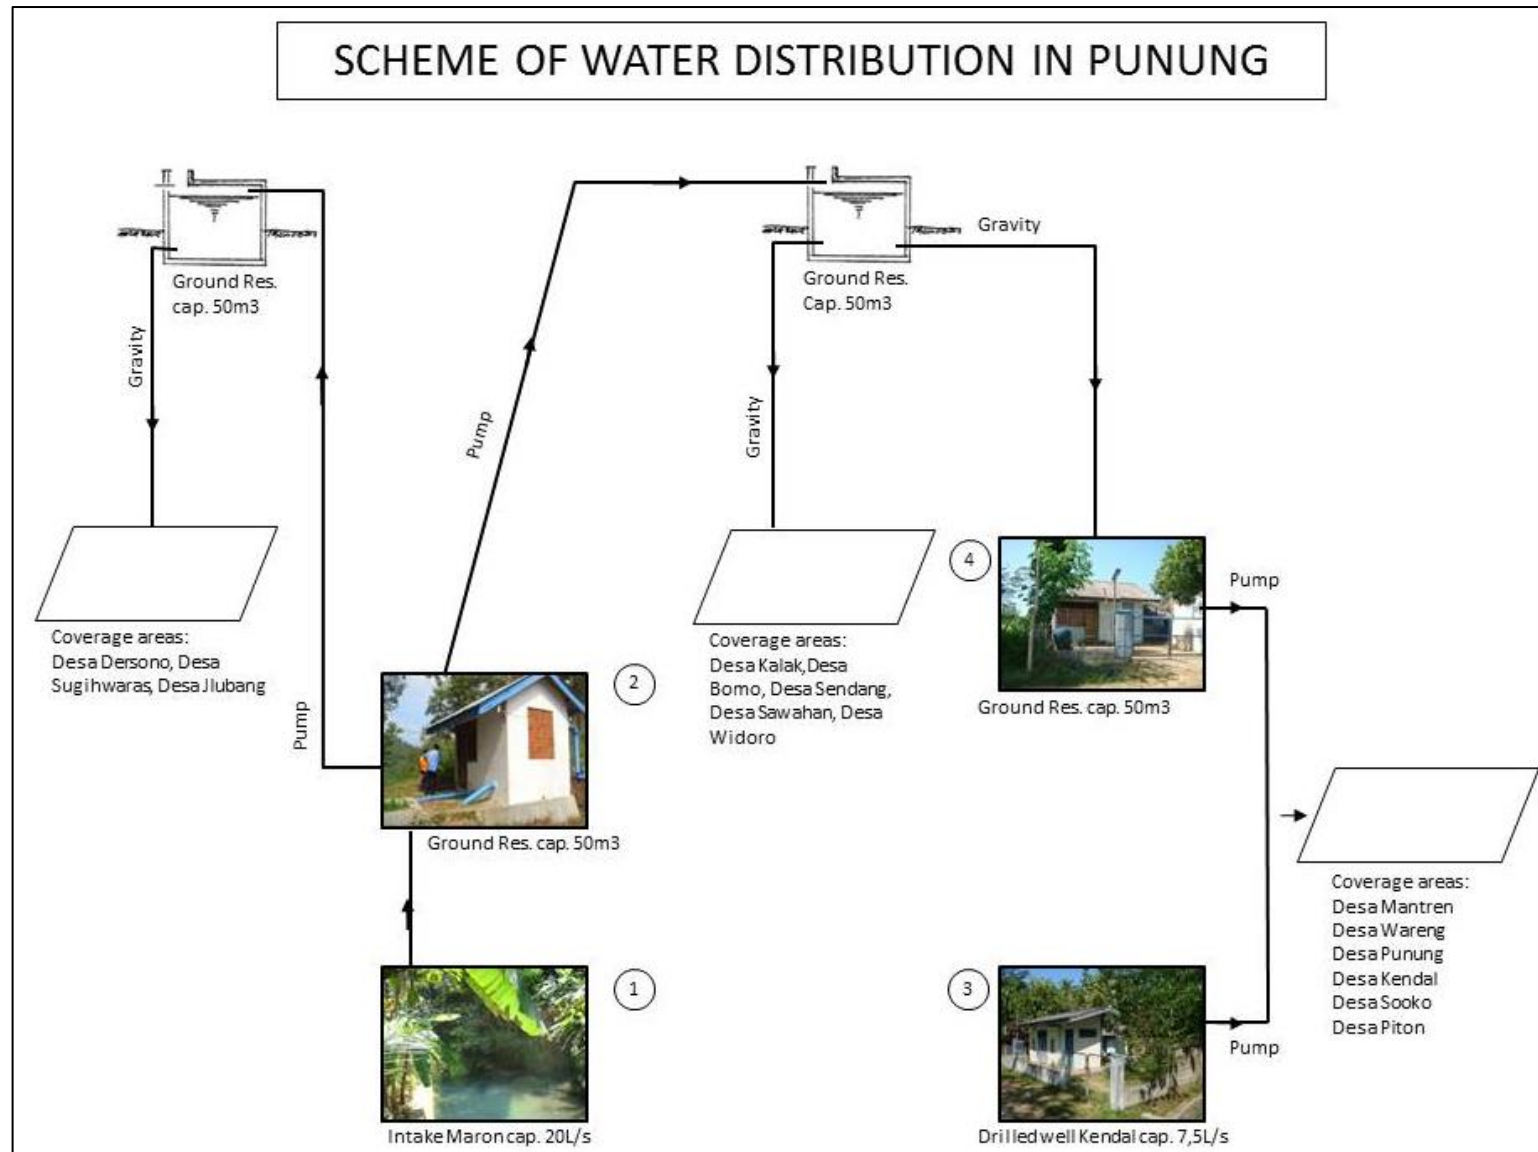 SCHEME OF WATER DISTRIBUTION IN PUNUNG
Ground Res.
cap. 50m3
Gravity
Pump
Coverage areas:
Desa Dersono, Desa
Sugihwaras, Desa Jlubang
Pump
Ground Res.
Cap. 50m3
Gravity
Gravity
Coverage areas:
Desa Kalak,Desa
Bomo, Desa Sendang,
Desa Sawahan, Desa
Widoro
2
Ground Res. cap. 50m3
1
Intake Maron cap. 20L/s
4
Ground Res. cap. 50m3
Pump
3
Drilled well Kendal cap. 7,5L/s
Pump
Coverage areas:
Desa Mantren
Desa Wareng
Desa Punung
Desa Kendal
Desa Sooko
Desa Piton